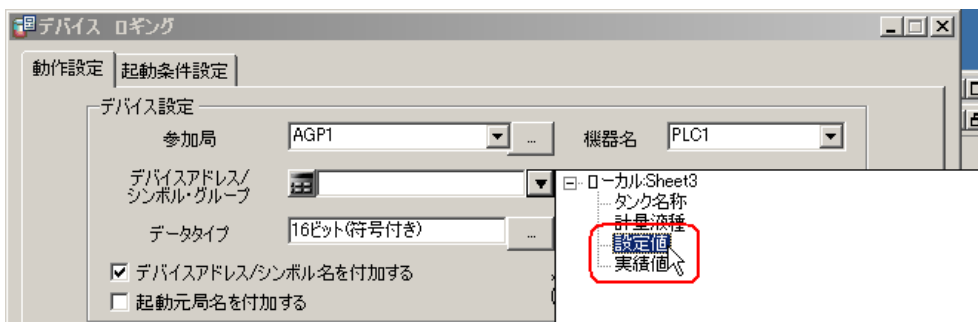 デバイス ロギング
動作設定 起動条件設定
デバイス設定
参加局 AGP1 ... 機器名 PLC1
デバイスアドレス/
シンボル・グループ
データタイプ 16ビット(符号付き) ...
デバイスアドレス/シンボル名を付加する
起動元局名を付加する
ローカル:Sheet3
タンク名称
計量液種
設定値
実績値